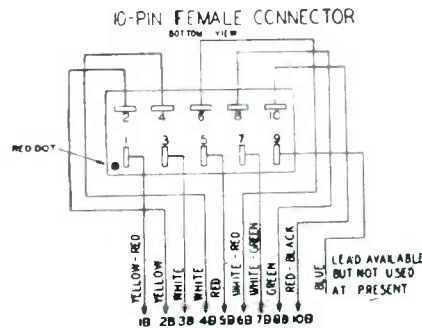 10-PIN FEMALE CONNECTOR
BOTTOM VIEW
2 4 6 8 10
1 3 5 7 9
RED DOT
YELLOW-RED
YELLOW
WHITE
WHITE
RED
WHITE-RED
WHITE-GREEN
GREEN
RED-BLACK
BLUE
LEAD AVAILABLE
BUT NOT USED
AT PRESENT
1B 2B 3B 4B 5B 6B 7B 8B 10B